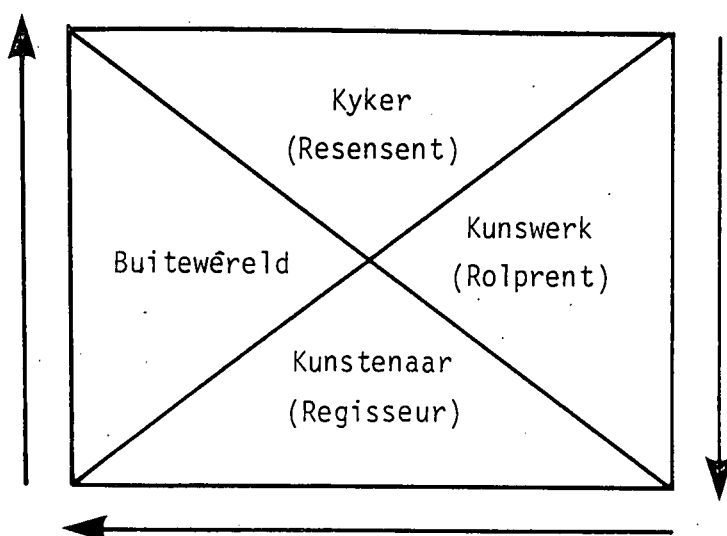 Kyker
(Resensent)
Buitewêreld
Kunswerk
(Rolprent)
Kunstenaar
(Regisseur)